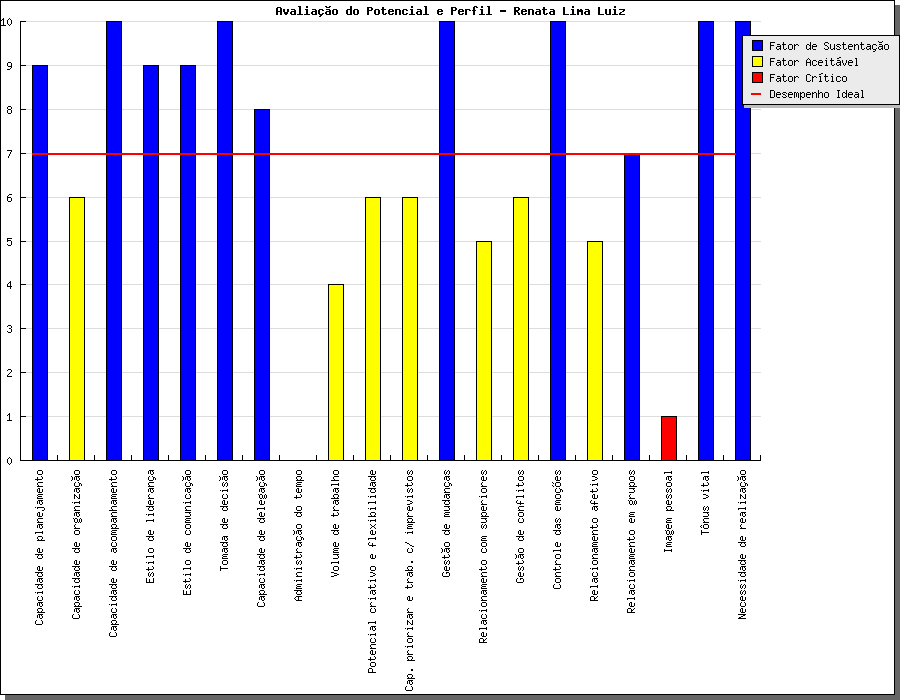 Avaliação do Potencial e Perfil - Renata Lima Luiz
Fator de Sustentação
Fator Aceitável
Fator Crítico
Desempenho Ideal
10
9
8
7
6
5
4
3
2
1
0
Capacidade de planejamento
Capacidade de organização
Capacidade de acompanhamento
Estilo de liderança
Estilo de comunicação
Tomada de decisão
Capacidade de delegação
Administração do tempo
Volume de trabalho
Potencial criativo e flexibilidade
Cap. priorizar e trab. c/ imprevistos
Gestão de mudanças
Relacionamento com superiores
Gestão de conflitos
Controle das emoções
Relacionamento afetivo
Relacionamento em grupos
Imagem pessoal
Tônus vital
Necessidade de realização